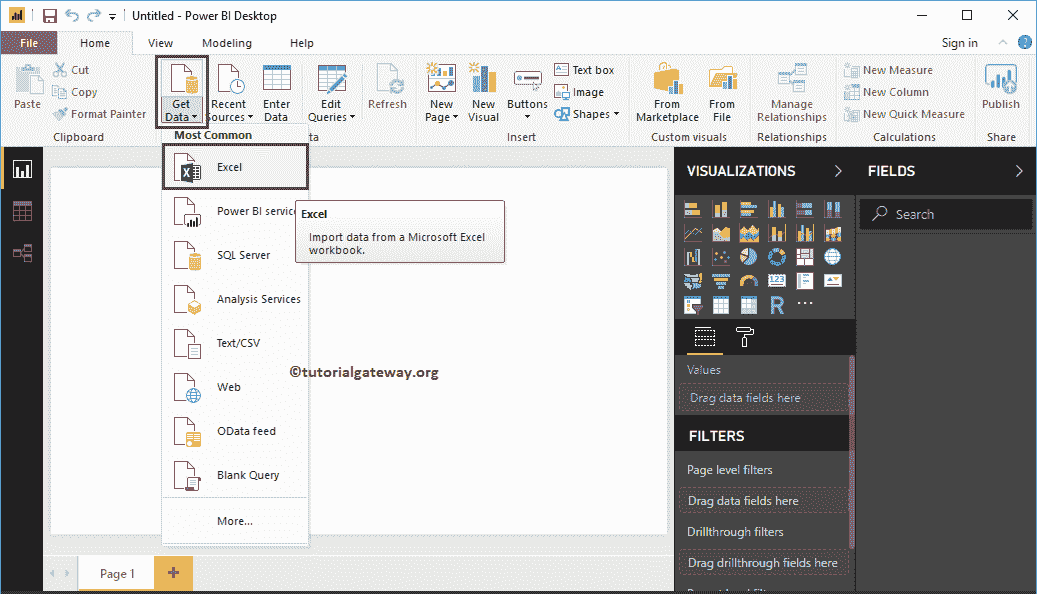 Untitled - Power BI Desktop
File Home View Modeling Help Sign in
Paste
Cut
Copy
Format Painter
Clipboard
Get Data
Recent Sources
Enter Data
Edit Queries
Refresh
ta
New Page
New Visual
Buttons
Text box
Image
Shapes
Insert
From Marketplace
From File
Custom visuals
Manage Relationships
Relationships
New Measure
New Column
New Quick Measure
Calculations
Publish
Share
Most Common
Excel
Power BI service
SQL Server
Analysis Services
Text/CSV
Web
OData feed
Blank Query
More...
Excel
Import data from a Microsoft Excel
workbook.
©tutorialgateway.org
VISUALIZATIONS
123
R
Values
Drag data fields here
FILTERS
Page level filters
Drag data fields here
Drillthrough filters
Drag drillthrough fields here
FIELDS
Search
Page 1